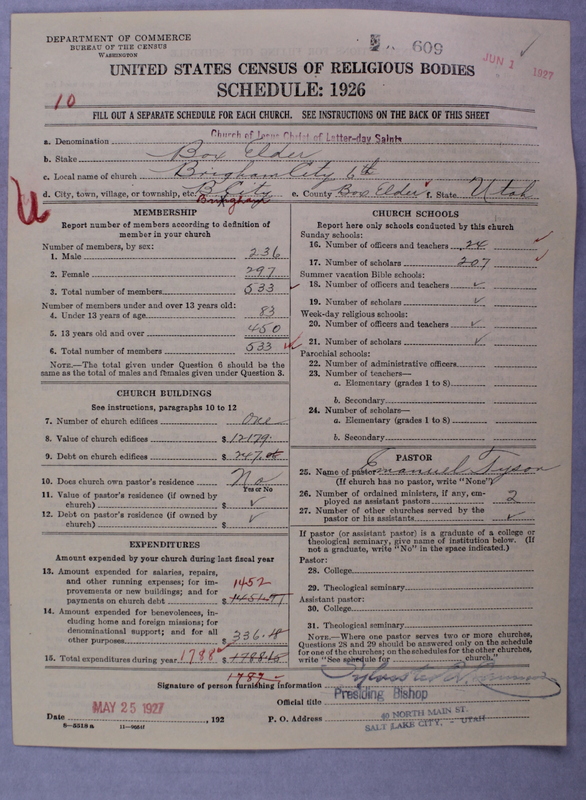 DEPARTMENT OF COMMERCE
BUREAU OF THE CENSUS
WASHINGTON
609
JUN 1 1927
UNITED STATES CENSUS OF RELIGIOUS BODIES
SCHEDULE: 1926
10
FILL OUT A SEPARATE SCHEDULE FOR EACH CHURCH. SEE INSTRUCTIONS ON THE BACK OF THIS SHEET
a. Denomination Church of Jesus Christ of Latter-day Saints
b. Stake Box Elder
c. Local name of church Brigham City 6th
d. City, town, village, or township, etc. B. City e. County Box Elder f. State Utah
Brigham
MEMBERSHIP
Report number of members according to definition of member in your church
Number of members, by sex:
1. Male 236
2. Female 297
3. Total number of members 533
Number of members under and over 13 years old:
4. Under 13 years of age 83
5. 13 years old and over 450
6. Total number of members 533
NOTE.—The total given under Question 6 should be the same as the total of males and females given under Question 3.
CHURCH BUILDINGS
See instructions, paragraphs 10 to 12
7. Number of church edifices One
8. Value of church edifices $ 12179.
9. Debt on church edifices $ 247.08
10. Does church own pastor's residence? No
Yes or No
11. Value of pastor's residence (if owned by church) $ ✓
12. Debt on pastor's residence (if owned by church) $ ✓
EXPENDITURES
Amount expended by your church during last fiscal year
13. Amount expended for salaries, repairs, and other running expenses; for improvements or new buildings; and for payments on church debt 1452 $ 1451.97
14. Amount expended for benevolences, including home and foreign missions; for denominational support; and for all other purposes $ 336.18
15. Total expenditures during year 1788 $ 1788.15
CHURCH SCHOOLS
Report here only schools conducted by this church
Sunday schools:
16. Number of officers and teachers 24
17. Number of scholars 207
Summer vacation Bible schools:
18. Number of officers and teachers ✓
19. Number of scholars ✓
Week-day religious schools:
20. Number of officers and teachers ✓
21. Number of scholars ✓
Parochial schools:
22. Number of administrative officers
23. Number of teachers—
a. Elementary (grades 1 to 8)
b. Secondary
24. Number of scholars—
a. Elementary (grades 1 to 8)
b. Secondary
PASTOR
25. Name of pastor Emanuel Tyson
(If church has no pastor, write "None")
26. Number of ordained ministers, if any, employed as assistant pastors 2
27. Number of other churches served by the pastor or his assistants ✓
If pastor (or assistant pastor) is a graduate of a college or theological seminary, give name of institution below. (If not a graduate, write "No" in the space indicated.)
Pastor:
28. College
29. Theological seminary
Assistant pastor:
30. College
31. Theological seminary
NOTE.—Where one pastor serves two or more churches, Questions 28 and 29 should be answered only on the schedule for one of the churches; on the schedules for the other churches, write "See schedule for church."
Signature of person furnishing information
Official title Presiding Bishop
Date MAY 25 1927, 192 P. O. Address 40 NORTH MAIN ST.
SALT LAKE CITY, - UTAH